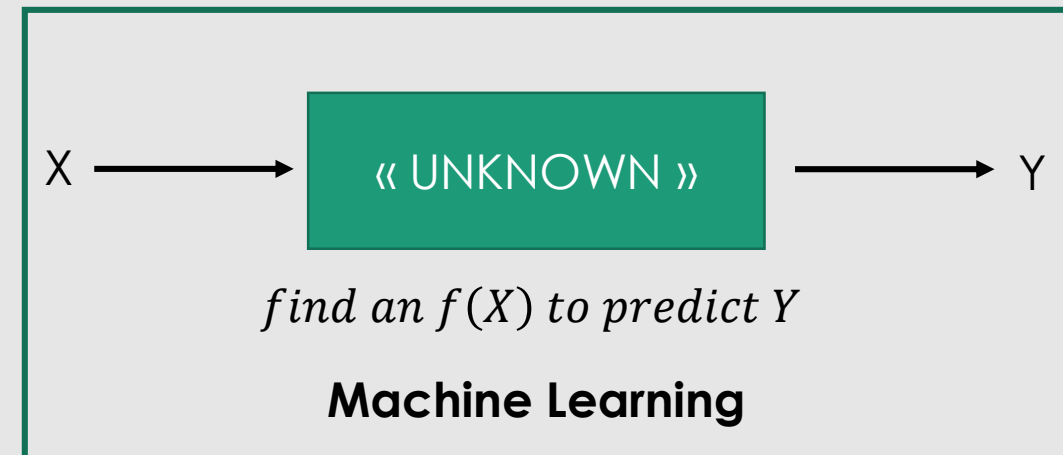 X « UNKNOWN » Y
find an f(X) to predict Y
Machine Learning